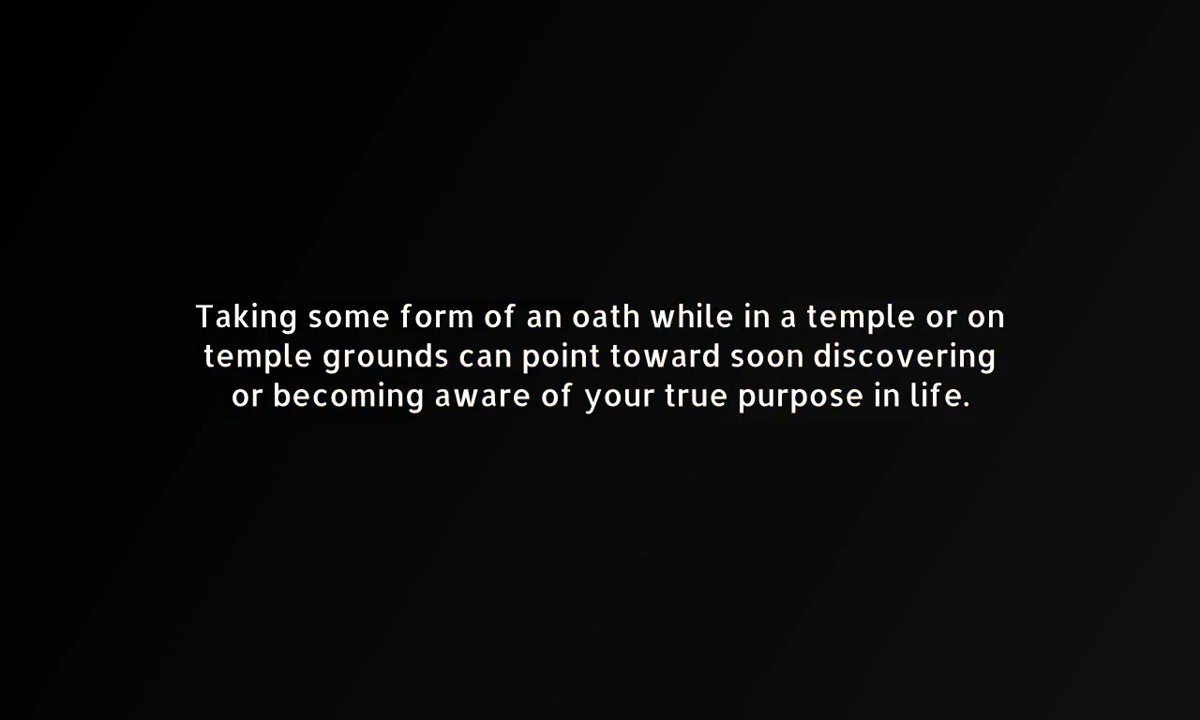 Taking some form of an oath while in a temple or on
temple grounds can point toward soon discovering
or becoming aware of your true purpose in life.